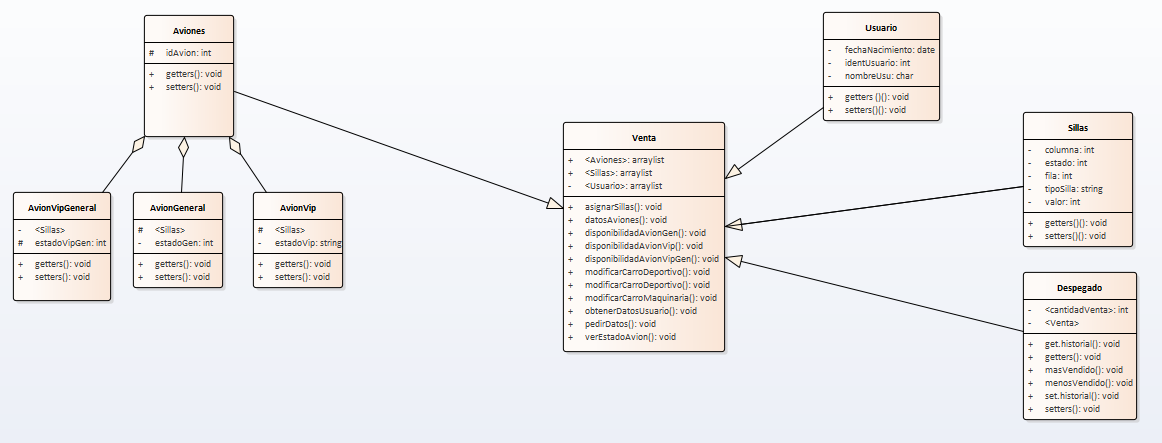 Aviones
# idAvion: int
+ getters(): void
+ setters(): void
AvionVipGeneral
- <Sillas>
# estadoVipGen: int
+ getters(): void
+ setters(): void
AvionGeneral
# <Sillas>
- estadoGen: int
+ getters(): void
+ setters(): void
AvionVip
# <Sillas>
- estadoVip: string
+ getters(): void
+ setters(): void
Venta
+ <Aviones>: arraylist
+ <Sillas>: arraylist
- <Usuario>: arraylist
+ asignarSillas(): void
+ datosAviones(): void
+ disponibilidadAvionGen(): void
+ disponibilidadAvionVip(): void
+ disponibilidadAvionVipGen(): void
+ modificarCarroDeportivo(): void
+ modificarCarroDeportivo(): void
+ modificarCarroMaquinaria(): void
+ obtenerDatosUsuario(): void
+ pedirDatos(): void
+ verEstadoAvion(): void
Usuario
- fechaNacimiento: date
- identUsuario: int
- nombreUsu: char
+ getters (){}: void
+ setters(){}: void
Sillas
- columna: int
- estado: int
- fila: int
- tipoSilla: string
- valor: int
+ getters(){}: void
+ setters(){}: void
Despegado
- <cantidadVenta>: int
- <Venta>
+ get.historial(): void
+ getters(): void
+ masVendido(): void
+ menosVendido(): void
+ set.historial(): void
+ setters(): void